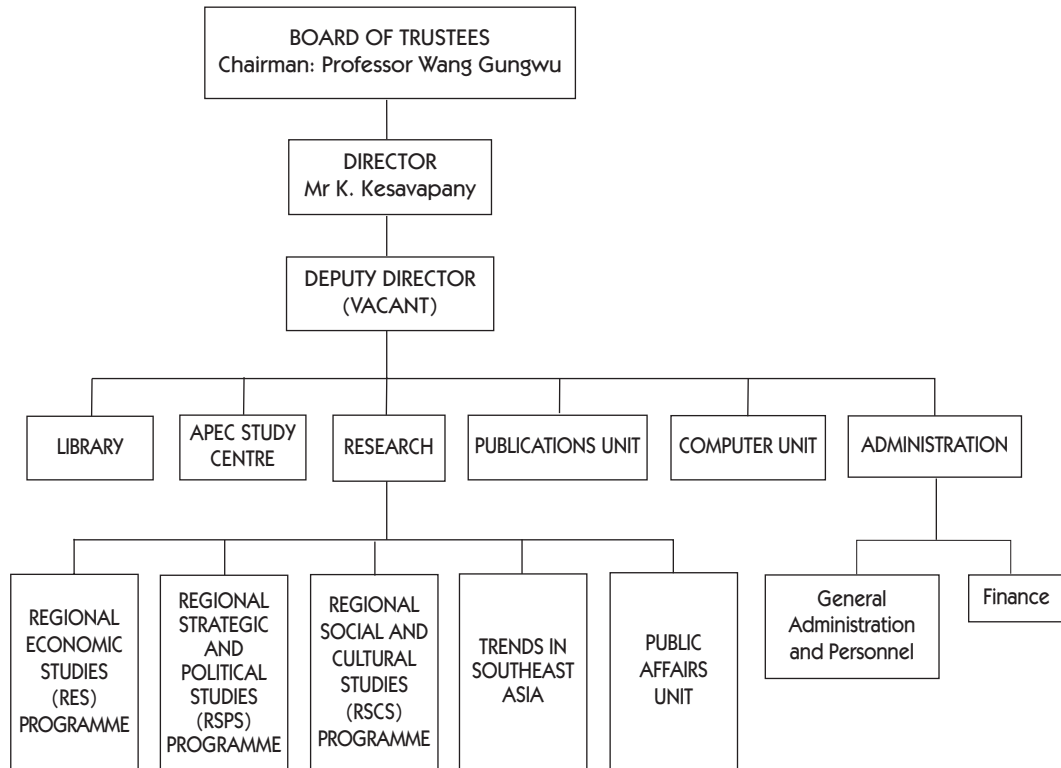 BOARD OF TRUSTEES
Chairman: Professor Wang Gungwu
DIRECTOR
Mr K. Kesavapany
DEPUTY DIRECTOR
(VACANT)
LIBRARY
APEC STUDY
CENTRE
RESEARCH
PUBLICATIONS UNIT
COMPUTER UNIT
ADMINISTRATION
REGIONAL
ECONOMIC
STUDIES
(RES)
PROGRAMME
REGIONAL
STRATEGIC
AND
POLITICAL
STUDIES
(RSPS)
PROGRAMME
REGIONAL
SOCIAL AND
CULTURAL
STUDIES
(RSCS)
PROGRAMME
TRENDS IN
SOUTHEAST
ASIA
PUBLIC
AFFAIRS
UNIT
General
Administration
and Personnel
Finance